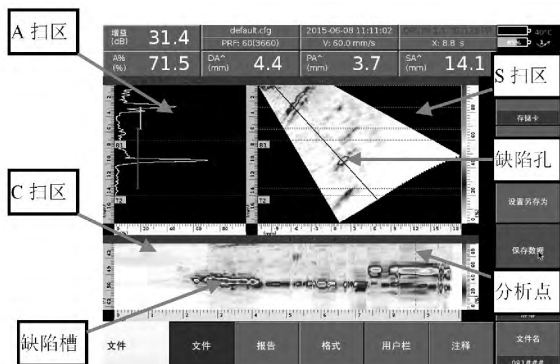 A 扫区
增益
(dB)
31.4
default.cfg
PRF: 60(3660)
2015-06-08 11:11:02
V: 60.0 mm/s
X: 8.8 s
85%
40°C
A%
(%)
71.5
DA^
(mm)
4.4
PA^
(mm)
3.7
SA^
(mm)
14.1
S 扫区
存储卡
缺陷孔
设置另存为
C 扫区
保存数据
分析点
缺陷槽
文件
文件
报告
格式
用户栏
注释
文件名